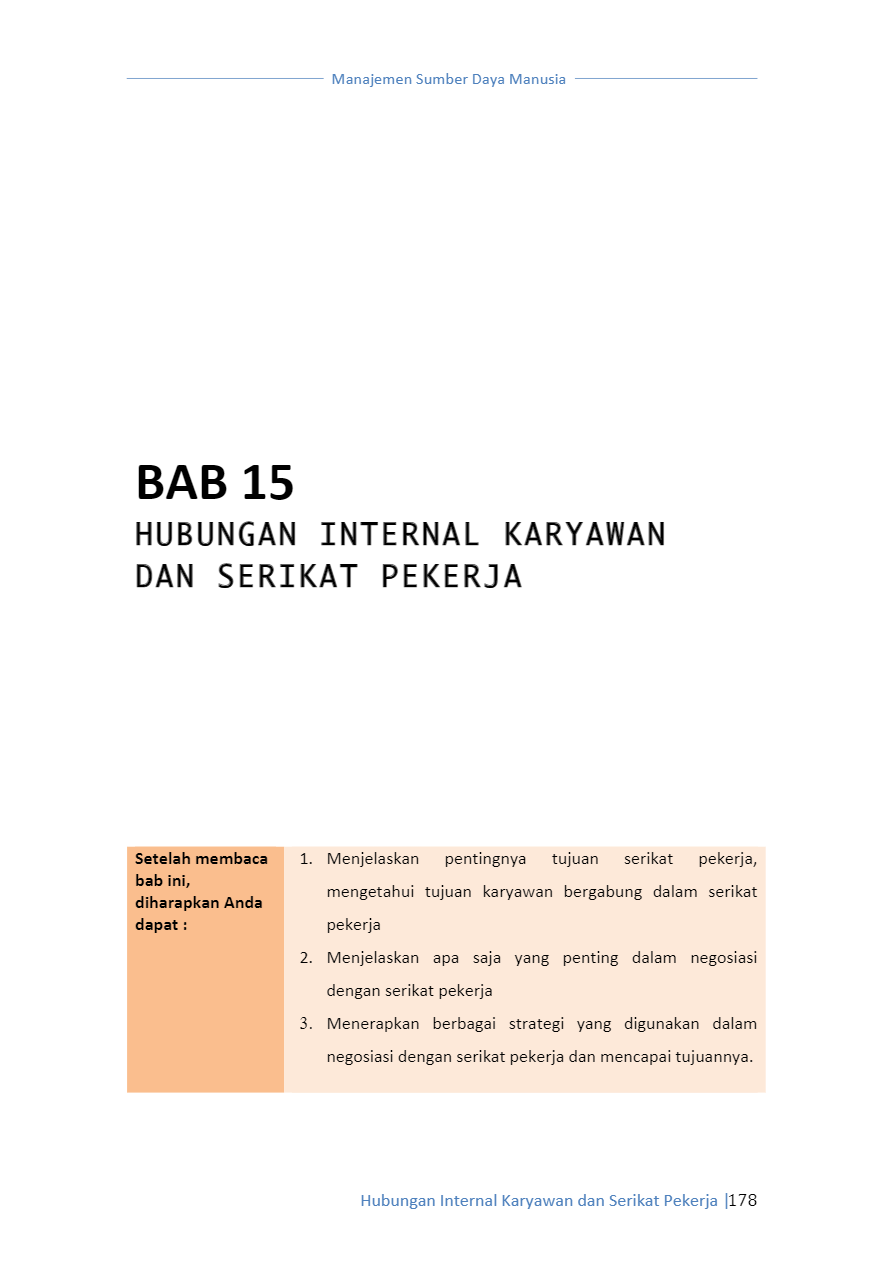 Manajemen Sumber Daya Manusia
BAB 15
HUBUNGAN INTERNAL KARYAWAN
DAN SERIKAT PEKERJA
Setelah membaca
bab ini,
diharapkan Anda
dapat :
1. Menjelaskan pentingnya tujuan serikat pekerja,
mengetahui tujuan karyawan bergabung dalam serikat
pekerja
2. Menjelaskan apa saja yang penting dalam negosiasi
dengan serikat pekerja
3. Menerapkan berbagai strategi yang digunakan dalam
negosiasi dengan serikat pekerja dan mencapai tujuannya.
Hubungan Internal Karyawan dan Serikat Pekerja |178